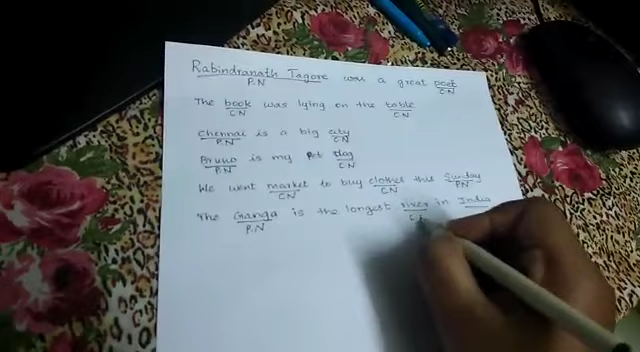 Rabindranath Tagore was a great poet
P.N C.N
The book was lying on the table
C.N C.N
Chennai is a big city
P.N C.N
Bruno is my Pet dog
P.N C.N
We went market to buy clothes this Sunday
C.N C.N P.N
The Ganga is the longest river in India
P.N